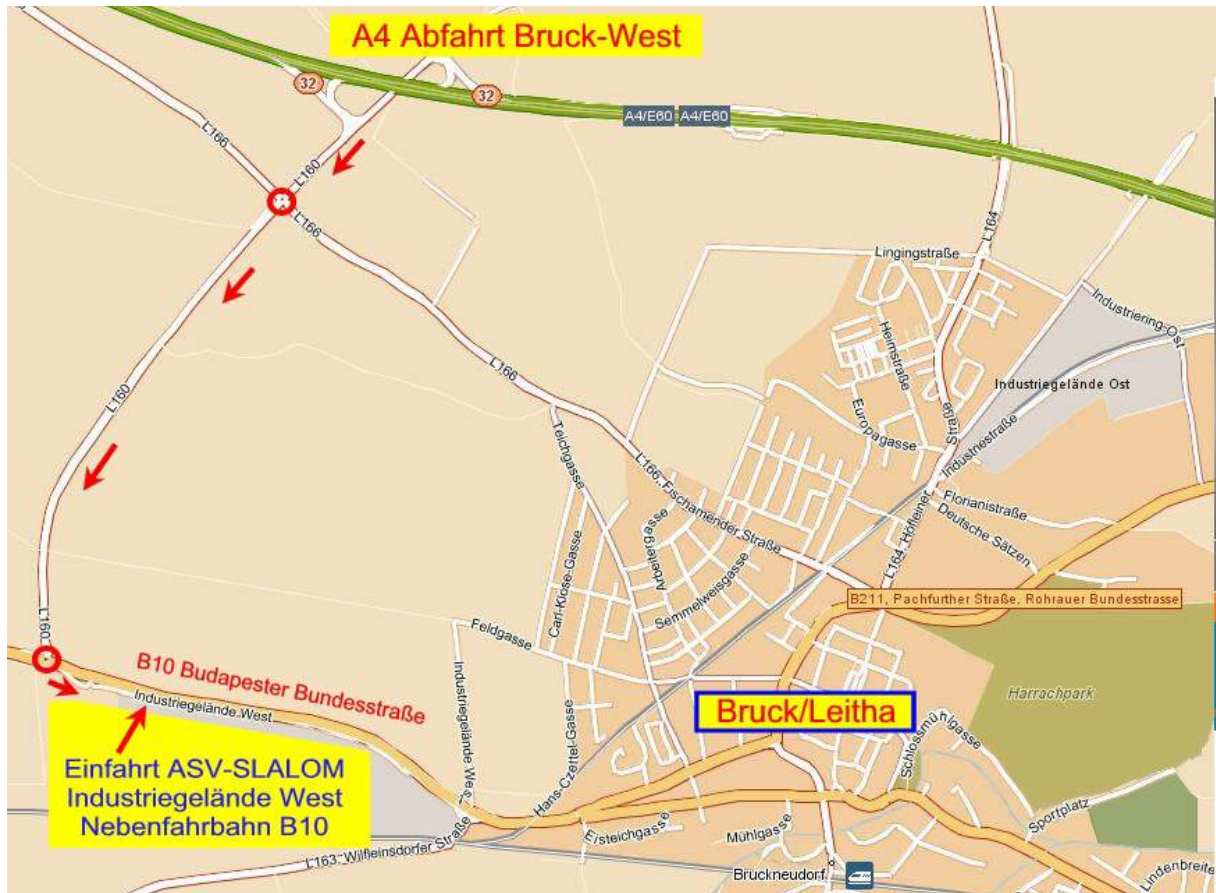 A4 Abfahrt Bruck-West
32
32
A4/E60
A4/E60
L166
L160
L166
L164
Lingingstraße
Industriering Ost
Heimstraße
Industriegelände Ost
L160
L166
Europagasse
Straße
Industriestraße
Teichgasse
L166, Fischamender Straße
Florianistraße
Deutsche Sätzen
L164, Höfleiner
Arbeitergasse
Carl-Klose-Gasse
Semmelweisgasse
B211, Pachfurther Straße, Rohrauer Bundesstrasse
L160
Feldgasse
B10 Budapester Bundesstraße
Industriegelände West
Industriegelände Wes
Harrachpark
Bruck/Leitha
Schlossmühlgasse
Hans-Czettel-Gasse
Einfahrt ASV-SLALOM
Industriegelände West
Nebenfahrbahn B10
L163, Wilfleinsdorfer Straße
Eisteichgasse
Mühlgasse
Sportplatz
Bruckneudorf
Lindenbreite